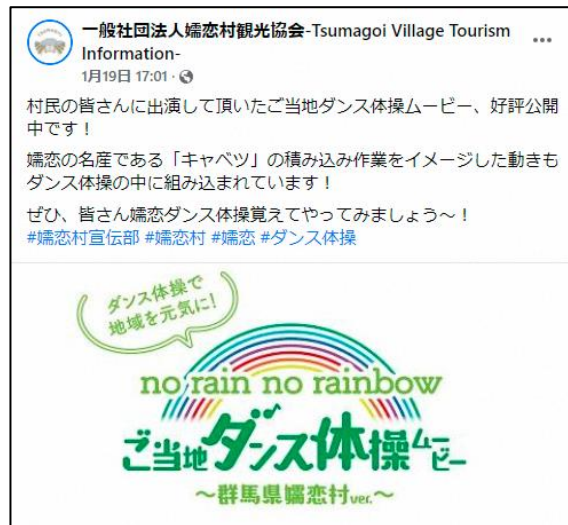 一般社団法人嬬恋村観光協会-Tsumagoi Village Tourism
Information-
1月19日 17:01 ·
村民の皆さんに出演して頂いたご当地ダンス体操ムービー、好評公開
中です！
嬬恋の名産である「キャベツ」の積み込み作業をイメージした動きも
ダンス体操の中に組み込まれています！
ぜひ、皆さん嬬恋ダンス体操覚えてやってみましょう～！
#嬬恋村宣伝部 #嬬恋村 #嬬恋 #ダンス体操
ダンス体操で
地域を元気に!
no rain no rainbow
ご当地ダンス体操ムービー
～群馬県嬬恋村ver.～